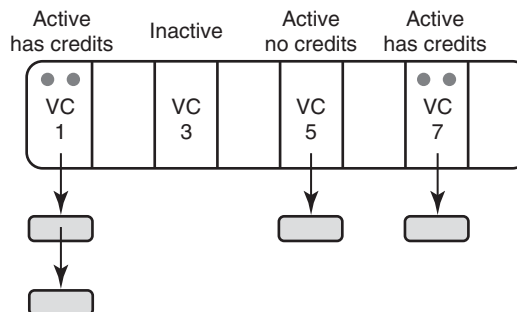 Active
has credits
Inactive
Active
no credits
Active
has credits
VC
1
VC
3
VC
5
VC
7